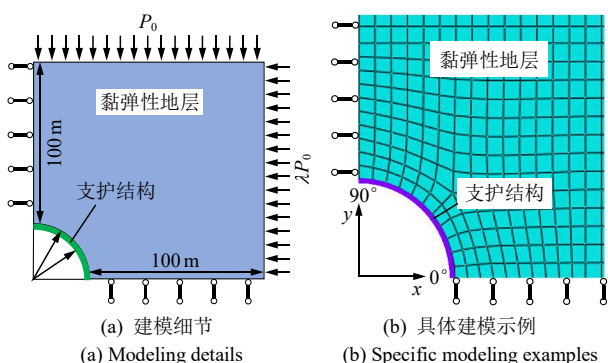 P₀
黏弹性地层
100 m
支护结构
100 m
λP₀
(a) 建模细节
(a) Modeling details
黏弹性地层
支护结构
90°
y
x
0°
(b) 具体建模示例
(b) Specific modeling examples